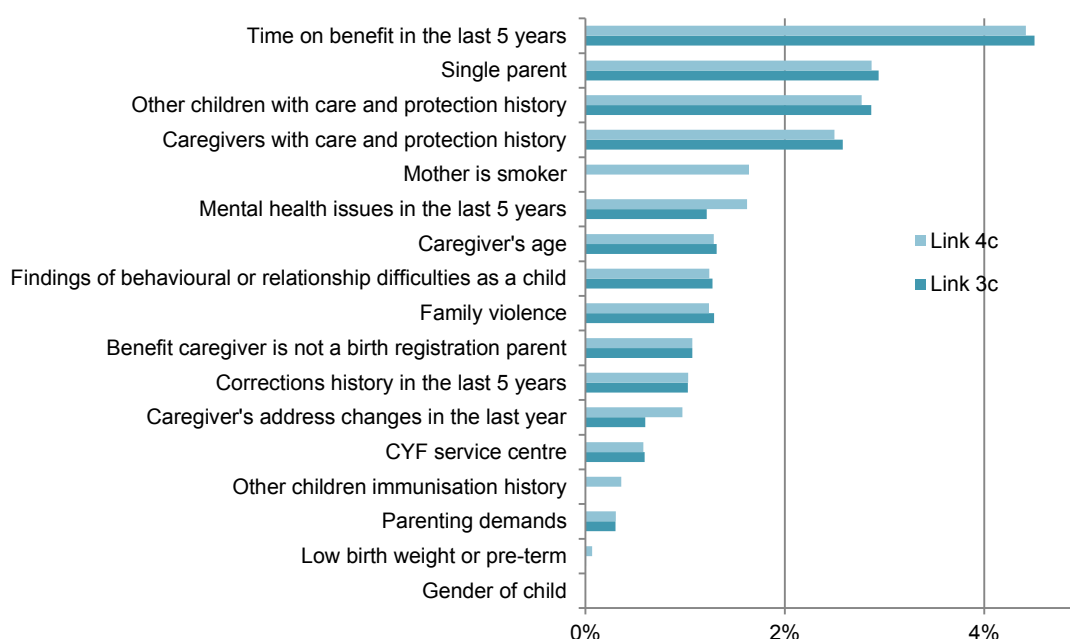 Time on benefit in the last 5 years
Single parent
Other children with care and protection history
Caregivers with care and protection history
Mother is smoker
Mental health issues in the last 5 years
Caregiver's age
Findings of behavioural or relationship difficulties as a child
Family violence
Benefit caregiver is not a birth registration parent
Corrections history in the last 5 years
Caregiver's address changes in the last year
CYF service centre
Other children immunisation history
Parenting demands
Low birth weight or pre-term
Gender of child
Link 4c
Link 3c
0% 2% 4%